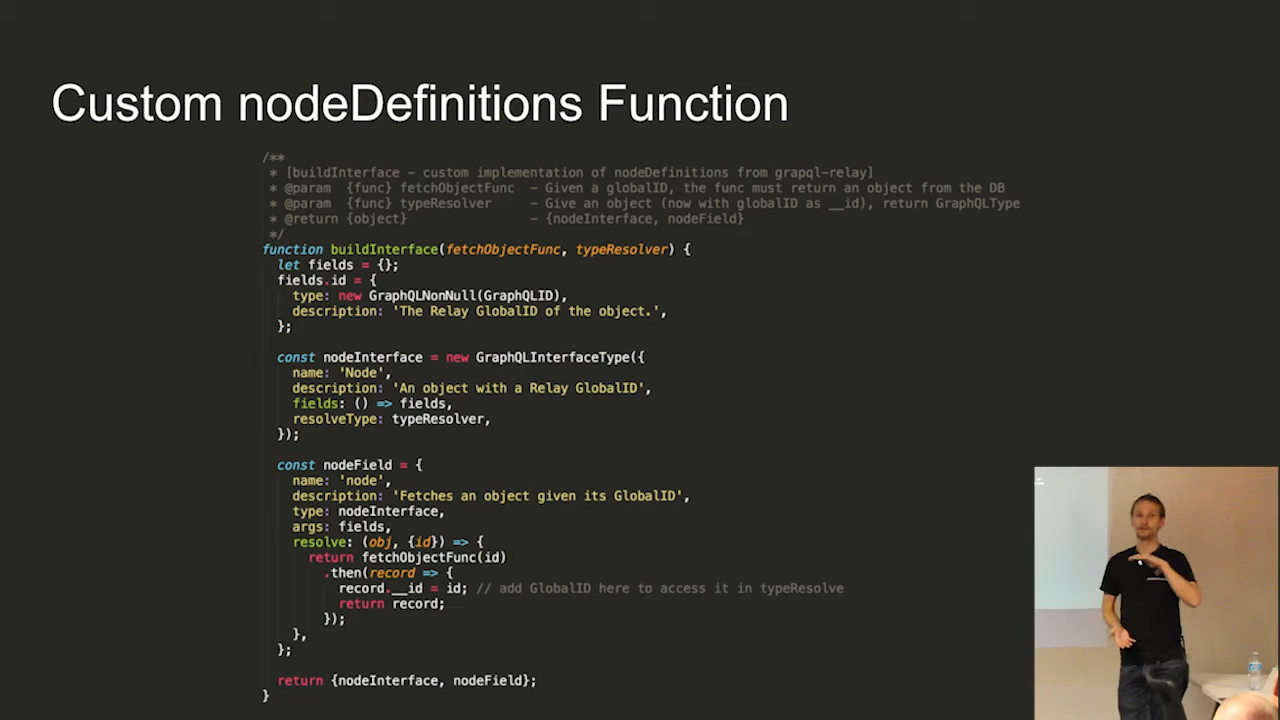 Custom nodeDefinitions Function
/**
 * [buildInterface - custom implementation of nodeDefinitions from grapql-relay]
 * @param  {func} fetchObjectFunc  - Given a globalID, the func must return an object from the DB
 * @param  {func} typeResolver     - Give an object (now with globalID as __id), return GraphQLType
 * @return {object}                - {nodeInterface, nodeField}
 */
function buildInterface(fetchObjectFunc, typeResolver) {
  let fields = {};
  fields.id = {
    type: new GraphQLNonNull(GraphQLID),
    description: 'The Relay GlobalID of the object.',
  };
  const nodeInterface = new GraphQLInterfaceType({
    name: 'Node',
    description: 'An object with a Relay GlobalID',
    fields: () => fields,
    resolveType: typeResolver,
  });
  const nodeField = {
    name: 'node',
    description: 'Fetches an object given its GlobalID',
    type: nodeInterface,
    args: fields,
    resolve: (obj, {id}) => {
      return fetchObjectFunc(id)
        .then(record => {
          record.__id = id; // add GlobalID here to access it in typeResolve
          return record;
        });
    },
  };
  return {nodeInterface, nodeField};
}